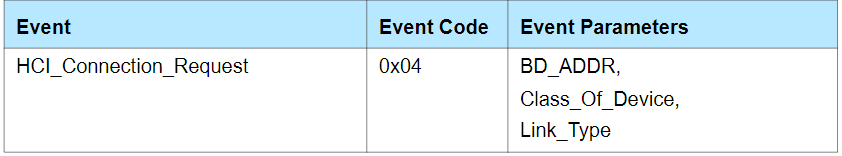 Event Event Code Event Parameters
HCI_Connection_Request 0x04 BD_ADDR,
Class_Of_Device,
Link_Type